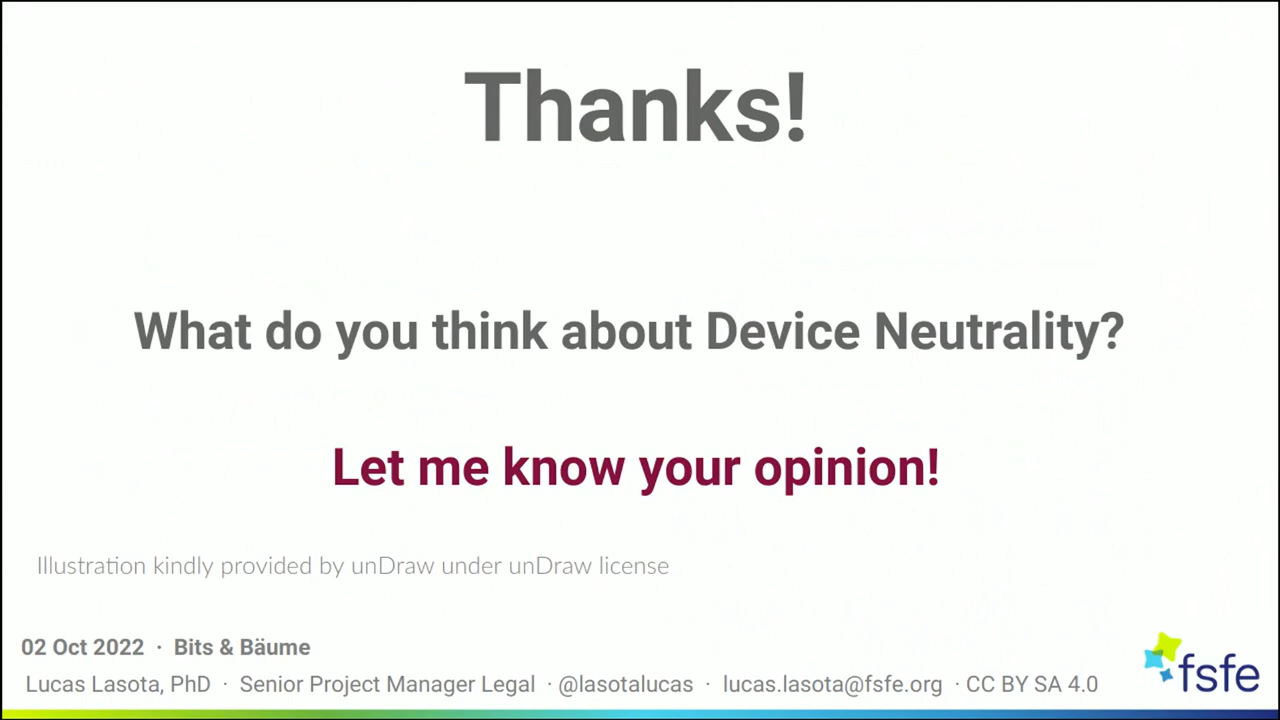 Thanks!
What do you think about Device Neutrality?
Let me know your opinion!
Illustration kindly provided by unDraw under unDraw license
02 Oct 2022 · Bits & Bäume
Lucas Lasota, PhD · Senior Project Manager Legal · @lasotalucas · lucas.lasota@fsfe.org · CC BY SA 4.0
fsfe